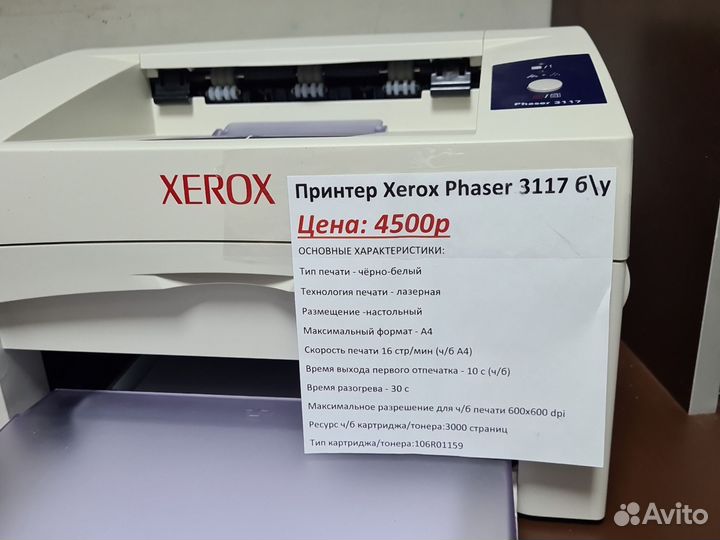 Phaser 3117
XEROX
Принтер Xerox Phaser 3117 б\у
Цена: 4500р
ОСНОВНЫЕ ХАРАКТЕРИСТИКИ:
Тип печати - чёрно-белый
Технология печати - лазерная
Размещение -настольный
Максимальный формат - А4
Скорость печати 16 стр/мин (ч/б А4)
Время выхода первого отпечатка - 10 с (ч/б)
Время разогрева - 30 с
Максимальное разрешение для ч/б печати 600x600 dpi
Ресурс ч/б картриджа/тонера:3000 страниц
Тип картриджа/тонера:106R01159
Avito